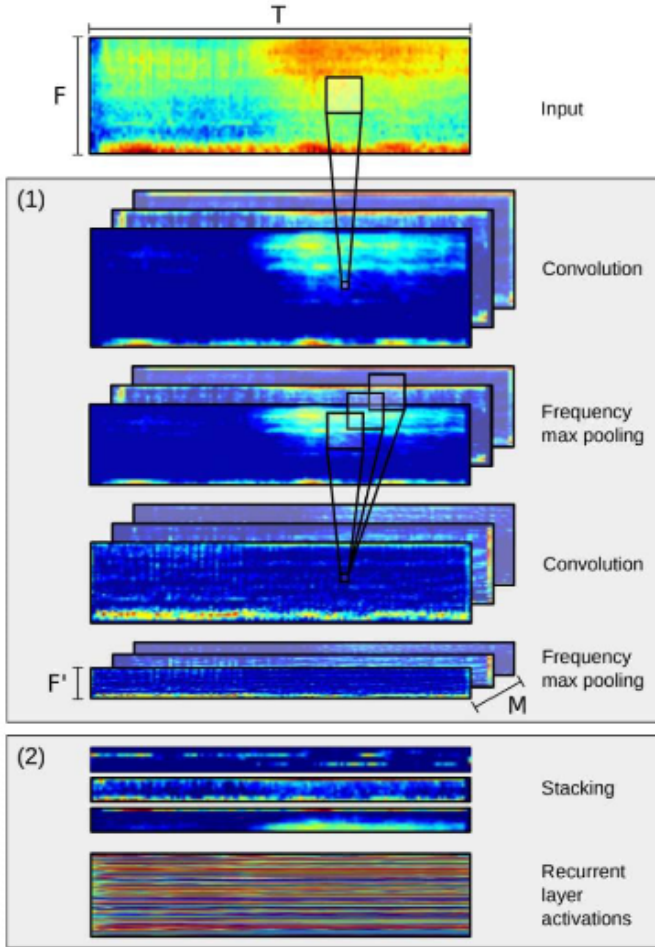 T
F
Input
(1)
Convolution
Frequency
max pooling
Convolution
Frequency
max pooling
F'
M
(2)
Stacking
Recurrent
layer
activations